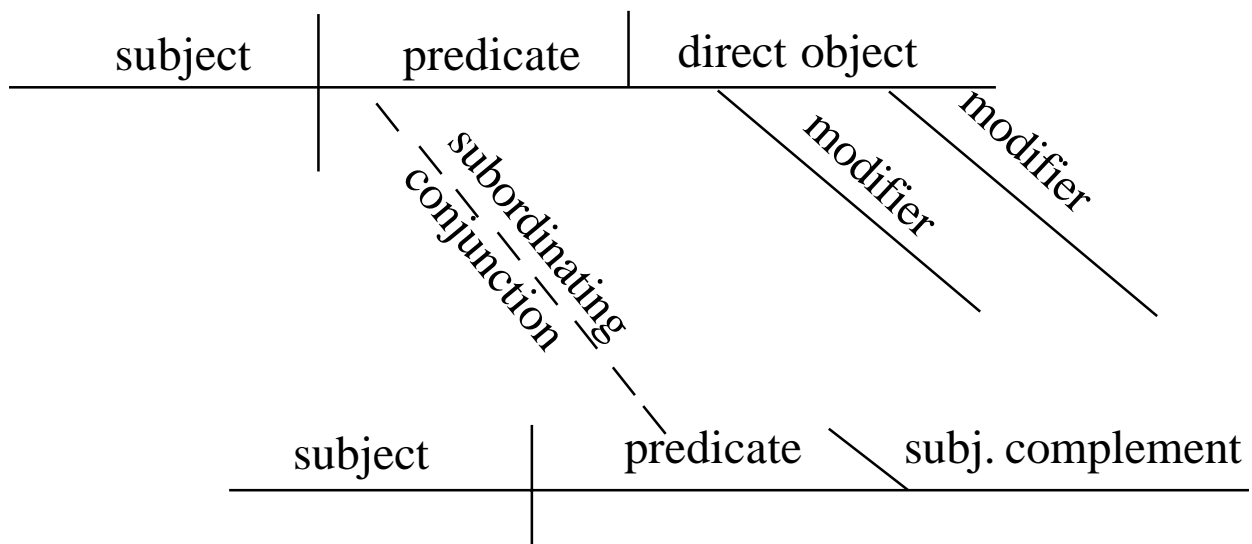 subject predicate direct object
modifier modifier
subordinating
conjunction
subject predicate subj. complement